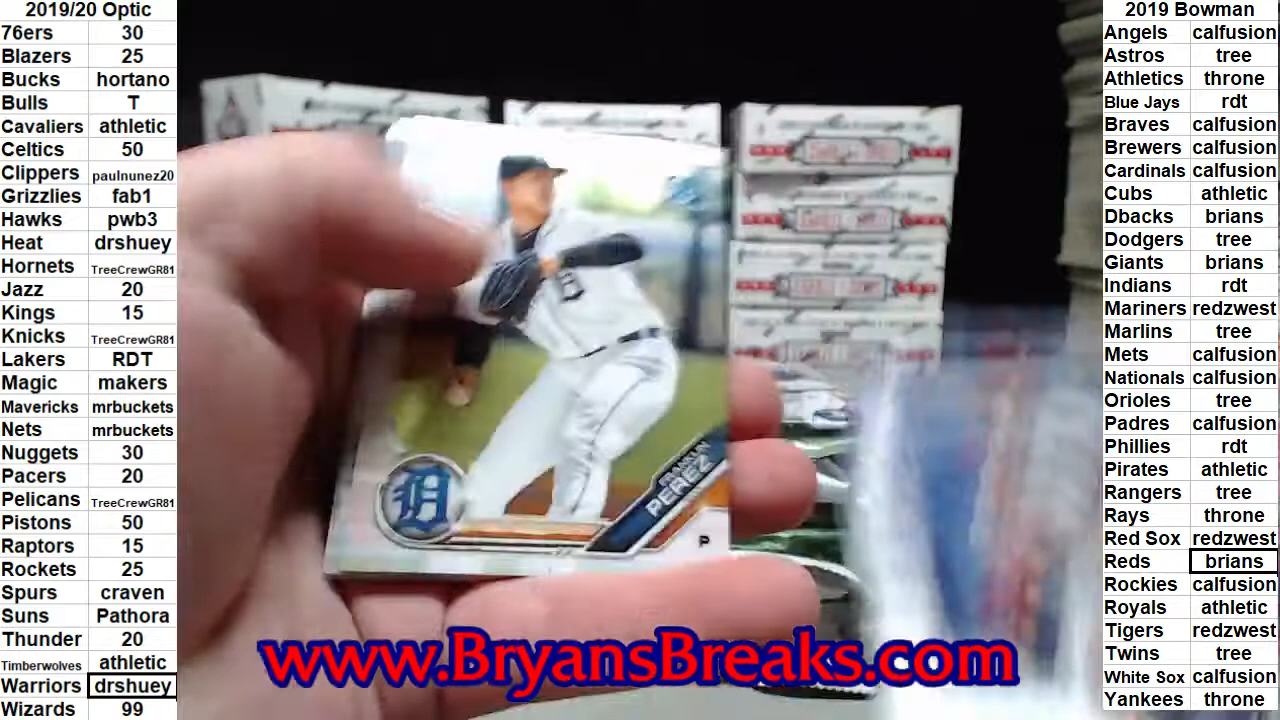 2019/20 Optic
76ers 30
Blazers 25
Bucks hortano
Bulls T
Cavaliers athletic
Celtics 50
Clippers paulnunez20
Grizzlies fab1
Hawks pwb3
Heat drshuey
Hornets TreeCrewGR81
Jazz 20
Kings 15
Knicks TreeCrewGR81
Lakers RDT
Magic makers
Mavericks mrbuckets
Nets mrbuckets
Nuggets 30
Pacers 20
Pelicans TreeCrewGR81
Pistons 50
Raptors 15
Rockets 25
Spurs craven
Suns Pathora
Thunder 20
Timberwolves athletic
Warriors drshuey
Wizards 99
FRANKLIN
PEREZ
P
www.BryansBreaks.com
2019 Bowman
Angels calfusion
Astros tree
Athletics throne
Blue Jays rdt
Braves calfusion
Brewers calfusion
Cardinals calfusion
Cubs athletic
Dbacks brians
Dodgers tree
Giants brians
Indians rdt
Mariners redzwest
Marlins tree
Mets calfusion
Nationals calfusion
Orioles tree
Padres calfusion
Phillies rdt
Pirates athletic
Rangers tree
Rays throne
Red Sox redzwest
Reds brians
Rockies calfusion
Royals athletic
Tigers redzwest
Twins tree
White Sox calfusion
Yankees throne